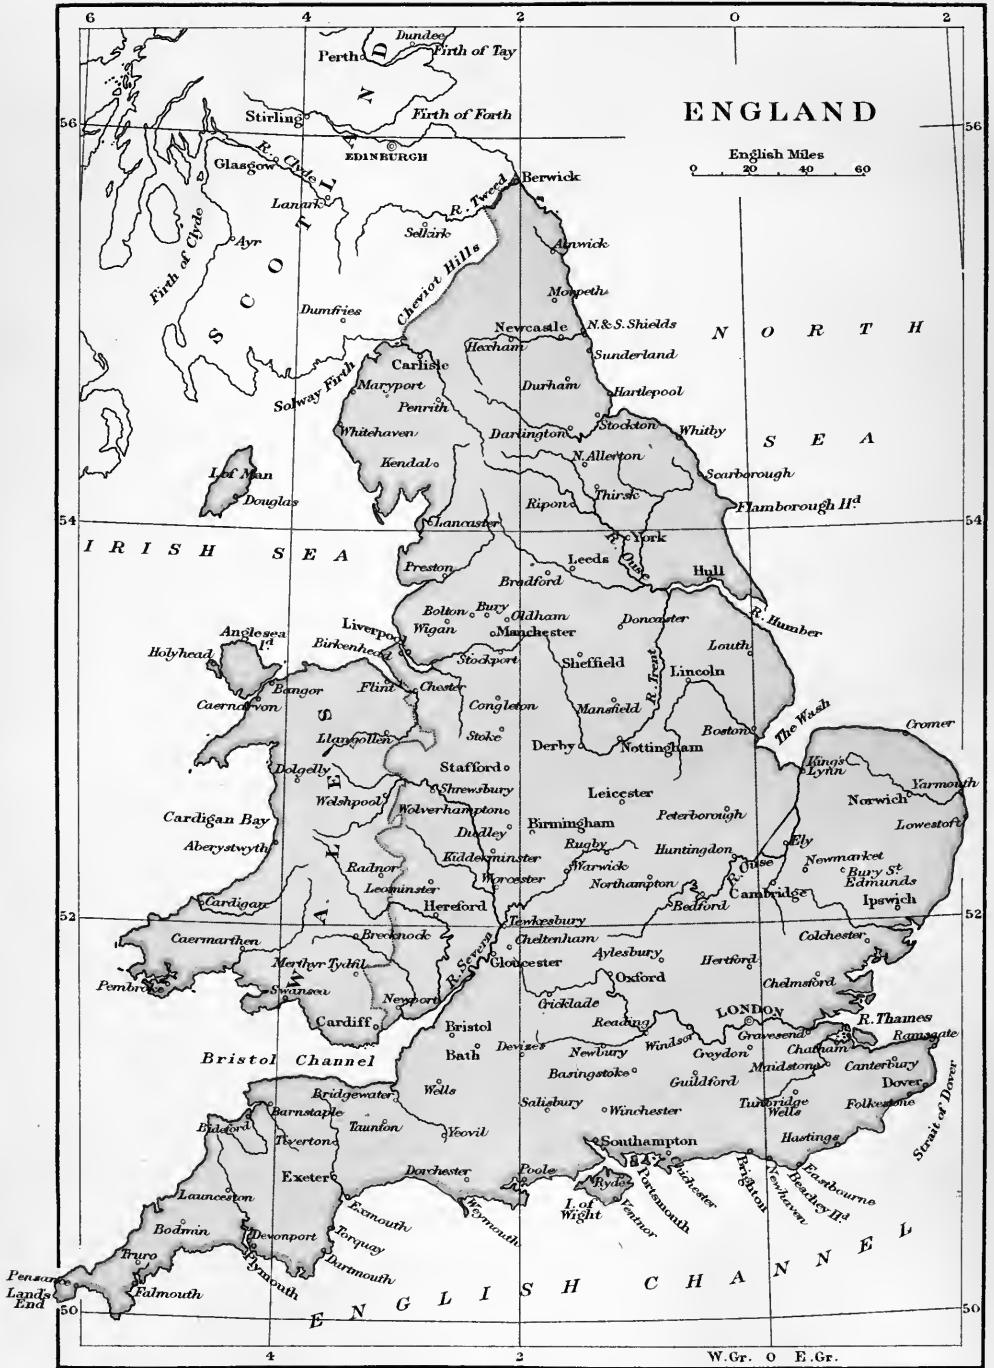 6 4 2 0 2
Dundee
Perth
Firth of Tay
Stirling
Firth of Forth
ENGLAND
56
56
EDINBURGH
English Miles
0 20 40 60
R. Clyde
Glasgow
Lanark
Berwick
R. Tweed
Selkirk
SCOTLAND
Ayr
Firth of Clyde
Alnwick
Cheviot Hills
Morpeth
Dumfries
Newcastle
N.& S. Shields
NORTH
Hexham
Sunderland
Carlisle
Solway Firth
Maryport
Durham
Hartlepool
Penrith
Whitehaven
Darlington
Stockton
Whitby
SEA
Kendal
N. Allerton
Scarborough
I. of Man
Douglas
Thirsk
Ripon
Flamborough Hd.
54
54
Lancaster
York
IRISH SEA
R. Ouse
Leeds
Preston
Bradford
Hull
Bolton
Bury
Oldham
Wigan
Manchester
Doncaster
R. Humber
Liverpool
Birkenhead
Anglesea
Id.
Holyhead
Stockport
Sheffield
Louth
Lincoln
R. Trent
Bangor
Flint
Chester
Caernarvon
Congleton
Mansfield
The Wash
Cromer
Llangollen
Stoke
Boston
Derby
Nottingham
Dolgelly
Stafford
King's
Lynn
Yarmouth
Welshpool
Shrewsbury
Leicester
Norwich
WALES
Cardigan Bay
Wolverhampton
Peterborough
Lowestoft
Dudley
Birmingham
Aberystwyth
Rugby
Huntingdon
Ely
Kidderminster
Warwick
R. Ouse
Newmarket
Radnor
Worcester
Northampton
Bury St.
Edmunds
Leominster
Cambridge
Hereford
Bedford
Ipswich
Cardigan
52
52
Tewkesbury
Caermarthen
Brecknock
Cheltenham
Colchester
Aylesbury
Hertford
Gloucester
R. Severn
Merthyr Tydfil
Oxford
Chelmsford
Pembroke
Swansea
Newport
Cricklade
Cardiff
Bristol
Reading
LONDON
R. Thames
Windsor
Gravesend
Ramsgate
Bath
Devizes
Newbury
Croydon
Chatham
Bristol Channel
Basingstoke
Maidstone
Canterbury
Guildford
Dover
Wells
Bridgewater
Salisbury
Winchester
Tunbridge
Wells
Folkestone
Strait of Dover
Barnstaple
Bideford
Tiverton
Taunton
Yeovil
Southampton
Hastings
Exeter
Dorchester
Poole
Ryde
Portsmouth
Chichester
Brighton
Newhaven
Beachey Hd.
Eastbourne
Launceston
Exmouth
Weymouth
I. of
Wight
Ventnor
Bodmin
Devonport
Torquay
Truro
Plymouth
Dartmouth
Penzance
Land's
End
Falmouth
ENGLISH CHANNEL
50
50
4 2 W. Gr. 0 E. Gr.